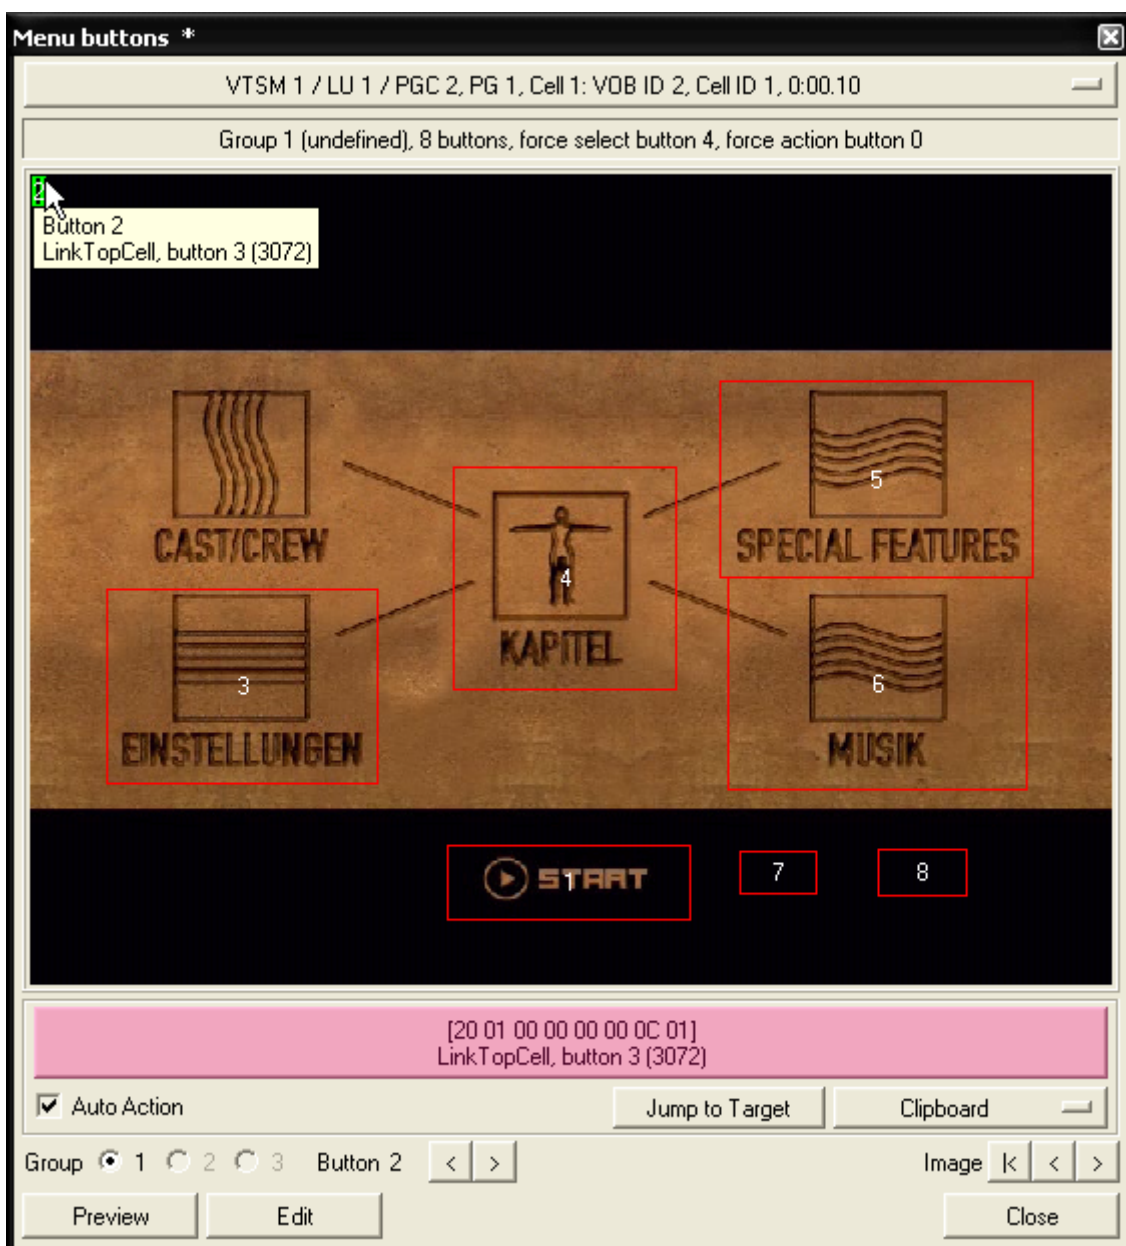 Menu buttons *
VTSM 1 / LU 1 / PGC 2, PG 1, Cell 1: VOB ID 2, Cell ID 1, 0:00.10
Group 1 (undefined), 8 buttons, force select button 4, force action button 0
2
Button 2
LinkTopCell, button 3 (3072)
CAST/CREW
5
SPECIAL FEATURES
4
KAPITEL
3
EINSTELLUNGEN
6
MUSIK
START
1
7
8
[20 01 00 00 00 00 0C 01]
LinkTopCell, button 3 (3072)
Auto Action
Jump to Target
Clipboard
Group 1 2 3 Button 2 < > Image |< < >
Preview
Edit
Close